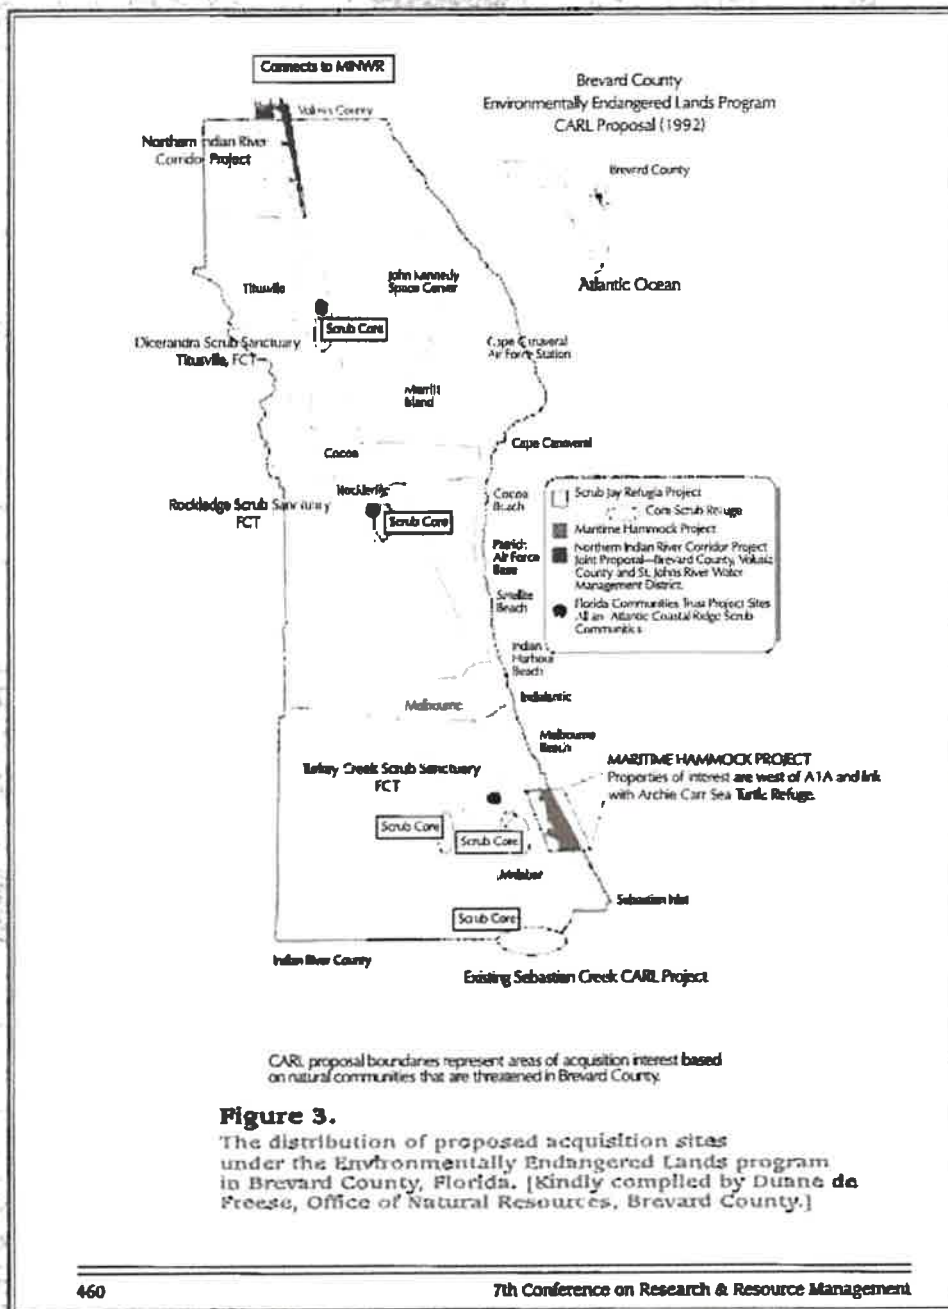 Connects to MINWR
Volusia County
Northern Indian River
Corridor Project
Brevard County
Environmentally Endangered Lands Program
CARL Proposal (1992)
Brevard County
Atlantic Ocean
Titusville
John Kennedy
Space Center
Scrub Core
Dicerandra Scrub Sanctuary
Titusville, FCT
Cape Canaveral
Air Force Station
Merritt
Island
Cape Canaveral
Cocoa
Rockledge
Rockledge Scrub Sanctuary
FCT
Scrub Core
Cocoa
Beach
Scrub Jay Refugia Project
Core Scrub Refuge
Maritime Hammock Project
Northern Indian River Corridor Project
Joint Proposal—Brevard County, Volusia
County and St. Johns River Water
Management District.
Florida Communities Trust Project Sites
All are Atlantic Coastal Ridge Scrub
Communities
Patrick
Air Force
Base
Satellite
Beach
Indian
Harbour
Beach
Indialantic
Melbourne
Melbourne
Beach
MARITIME HAMMOCK PROJECT
Properties of interest are west of A1A and link
with Archie Carr Sea Turtle Refuge.
Turkey Creek Scrub Sanctuary
FCT
Scrub Core
Scrub Core
Malabar
Sebastian Inlet
Scrub Core
Indian River County
Existing Sebastian Creek CARL Project
CARL proposal boundaries represent areas of acquisition interest based
on natural communities that are threatened in Brevard County.
Figure 3.
The distribution of proposed acquisition sites
under the Environmentally Endangered Lands program
in Brevard County, Florida. [Kindly compiled by Duane de
Freese, Office of Natural Resources, Brevard County.]
460
7th Conference on Research & Resource Management